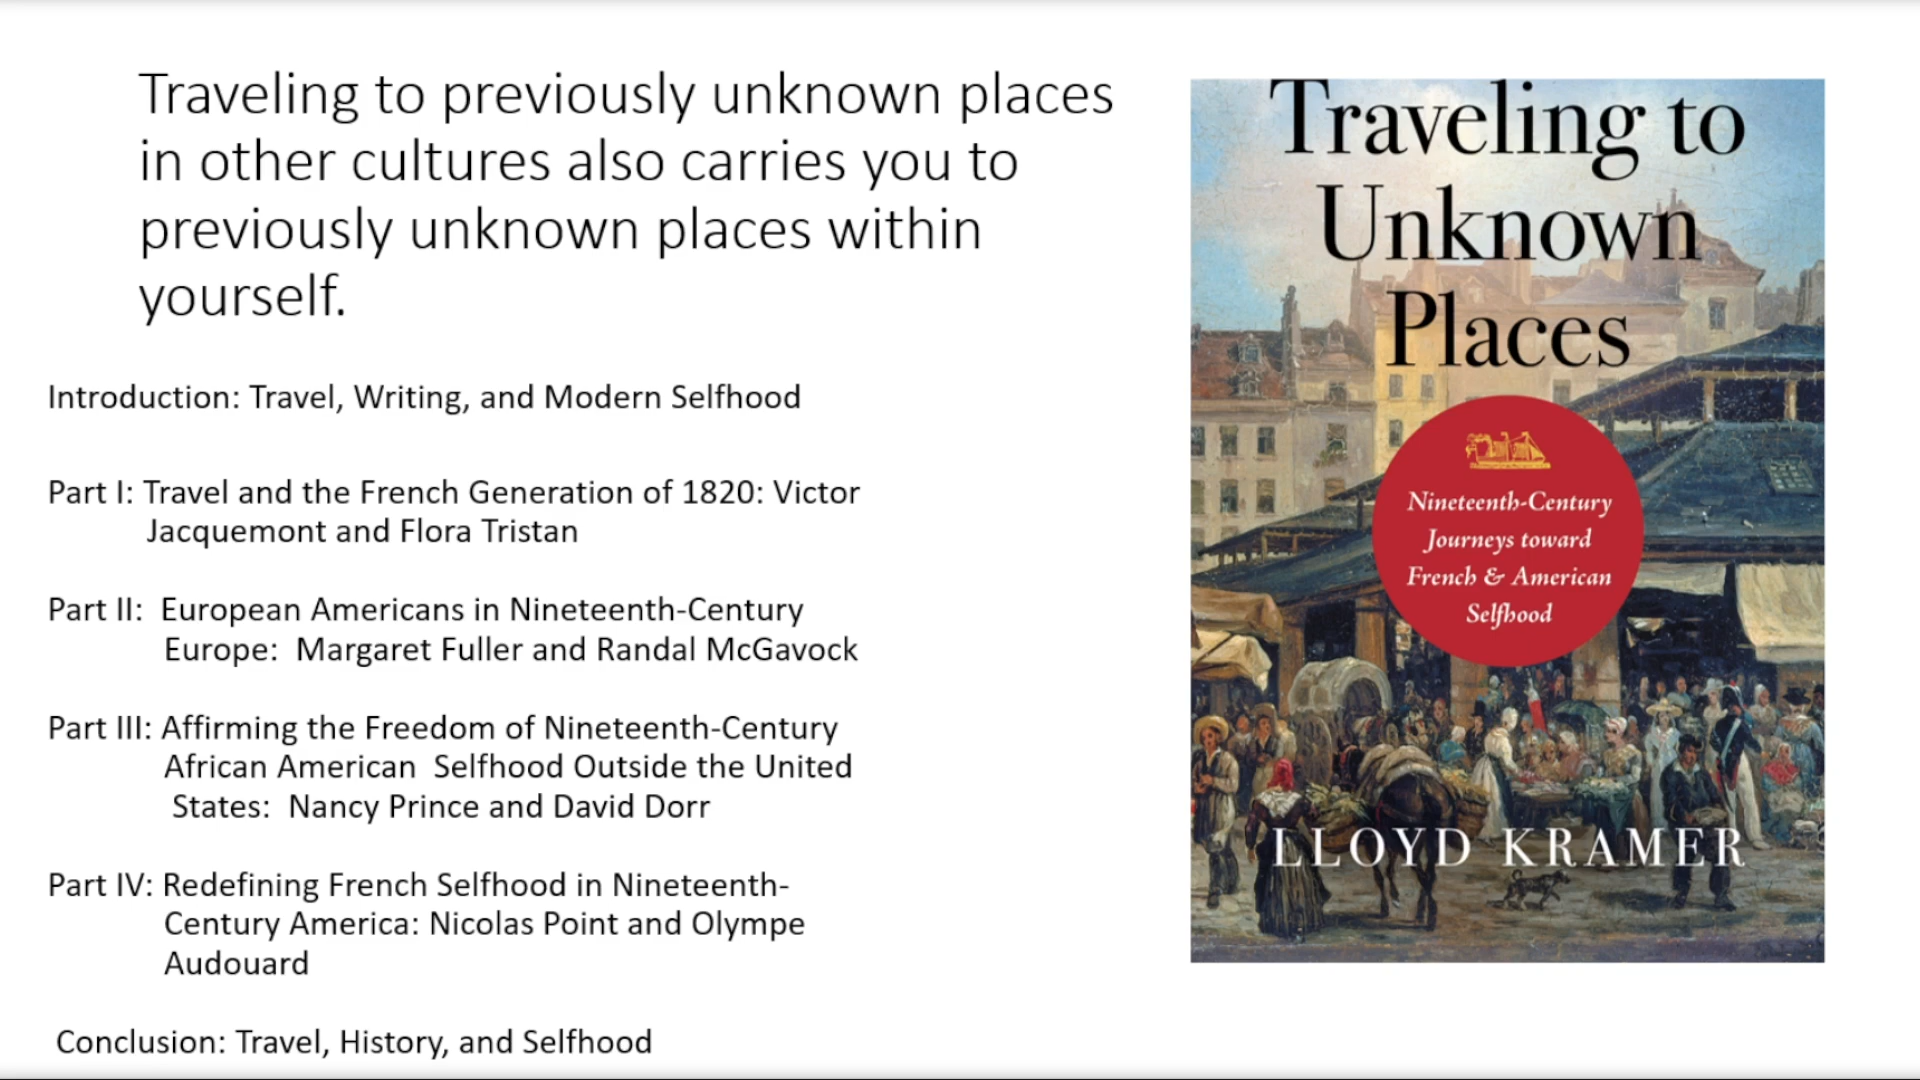 Traveling to previously unknown places
in other cultures also carries you to
previously unknown places within
yourself.
Introduction: Travel, Writing, and Modern Selfhood
Part I: Travel and the French Generation of 1820: Victor
Jacquemont and Flora Tristan
Part II: European Americans in Nineteenth-Century
Europe: Margaret Fuller and Randal McGavock
Part III: Affirming the Freedom of Nineteenth-Century
African American Selfhood Outside the United
States: Nancy Prince and David Dorr
Part IV: Redefining French Selfhood in Nineteenth-
Century America: Nicolas Point and Olympe
Audouard
Conclusion: Travel, History, and Selfhood
Traveling to
Unknown
Places
Nineteenth-Century
Journeys toward
French & American
Selfhood
LLOYD KRAMER